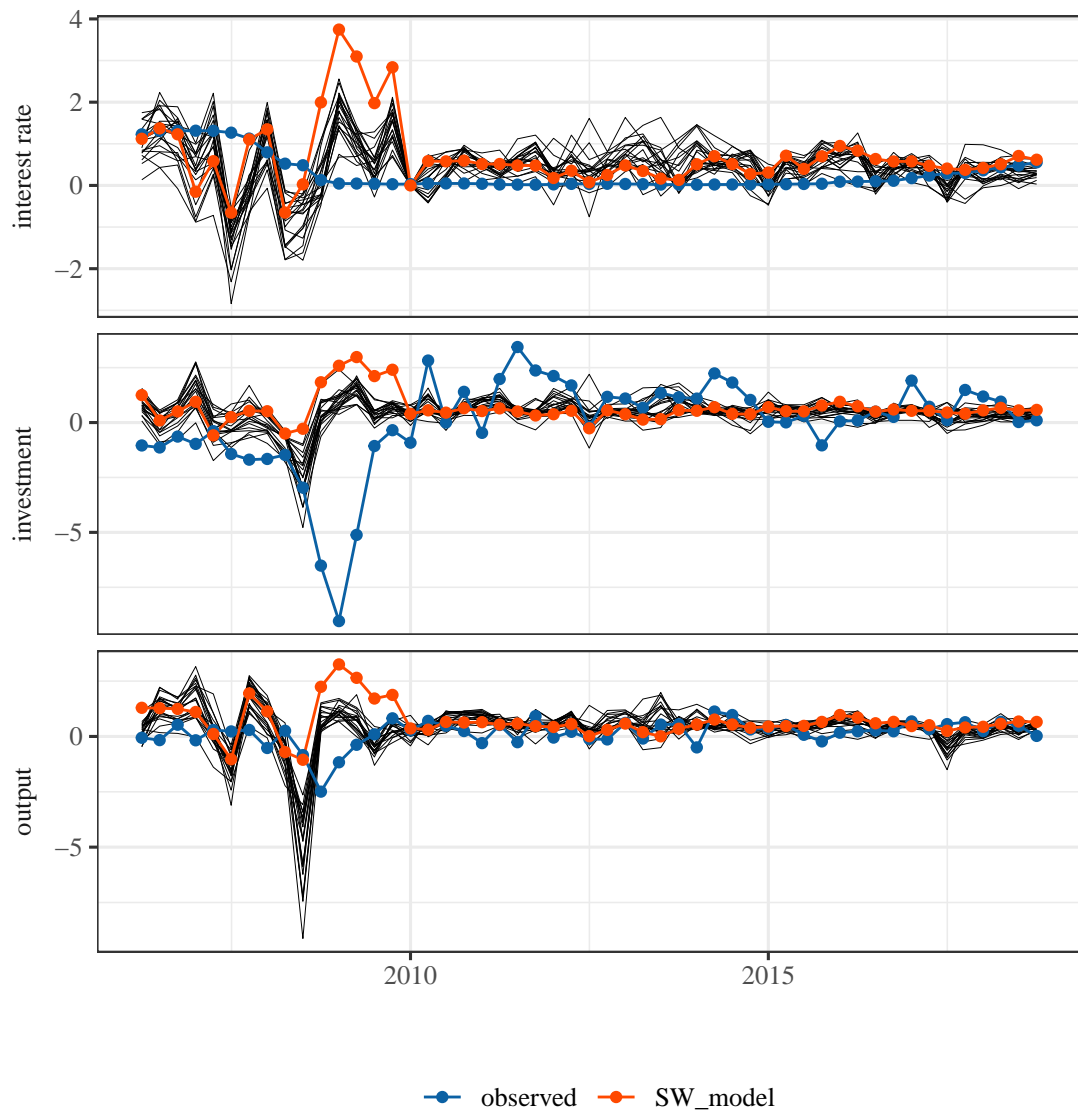 4
2
0
−2
interest rate
0
−5
investment
0
−5
output
2010 2015
observed SW_model